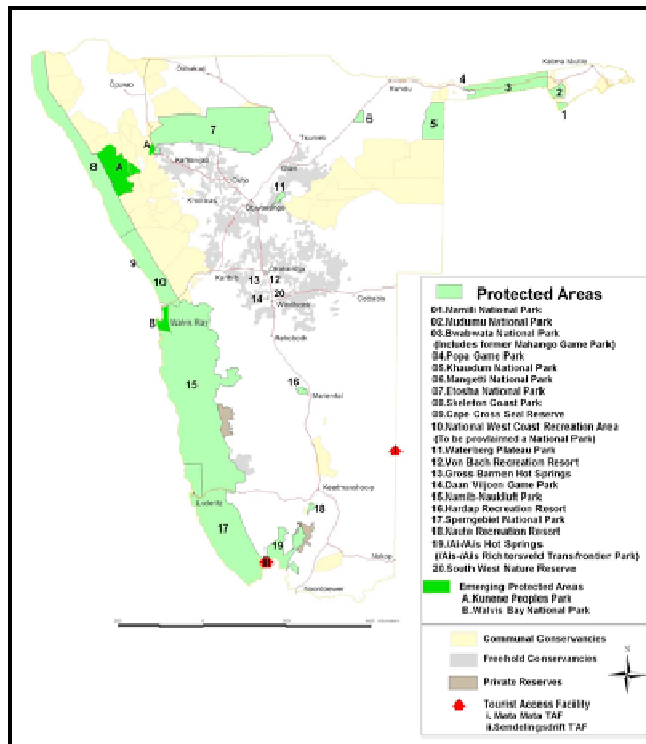 Katima Mulilo
Oshakati
Opuwo
Rundu
4
3
2
1
6
5
7
Tsumeb
A
Kamanjab
Outjo
Otavi
8
A
11
Khorixas
Otjiwarongo
9
10
Karibib
Okahandja
13
12
14
20
Windhoek
Gobabis
B
Walvis Bay
Rehoboth
15
16
Mariental
Keetmanshoop
Luderitz
18
17
19
Nakop
Noordoewer
Protected Areas
01.Mamili National Park
02.Mudumu National Park
03.Bwabwata National Park
(Includes former Mahango Game Park)
04.Popa Game Park
05.Khaudum National Park
06.Mangetti National Park
07.Etosha National Park
08.Skeleton Coast Park
09.Cape Cross Seal Reserve
10.National West Coast Recreation Area
(To be proclaimed a National Park)
11.Waterberg Plateau Park
12.Von Bach Recreation Resort
13.Gross Barmen Hot Springs
14.Daan Viljoen Game Park
15.Namib-Naukluft Park
16.Hardap Recreation Resort
17.Sperrgebiet National Park
18.Naute Recreation Resort
19./Ai-/Ais Hot Springs
(/Ais-/Ais Richtersveld Transfrontier Park)
20.South West Nature Reserve
Emerging Protected Areas
A.Kunene Peoples Park
B.Walvis Bay National Park
Communal Conservancies
Freehold Conservancies
Private Reserves
Tourist Access Facility
i. Mata Mata TAF
ii.Sendelingsdrift TAF
N